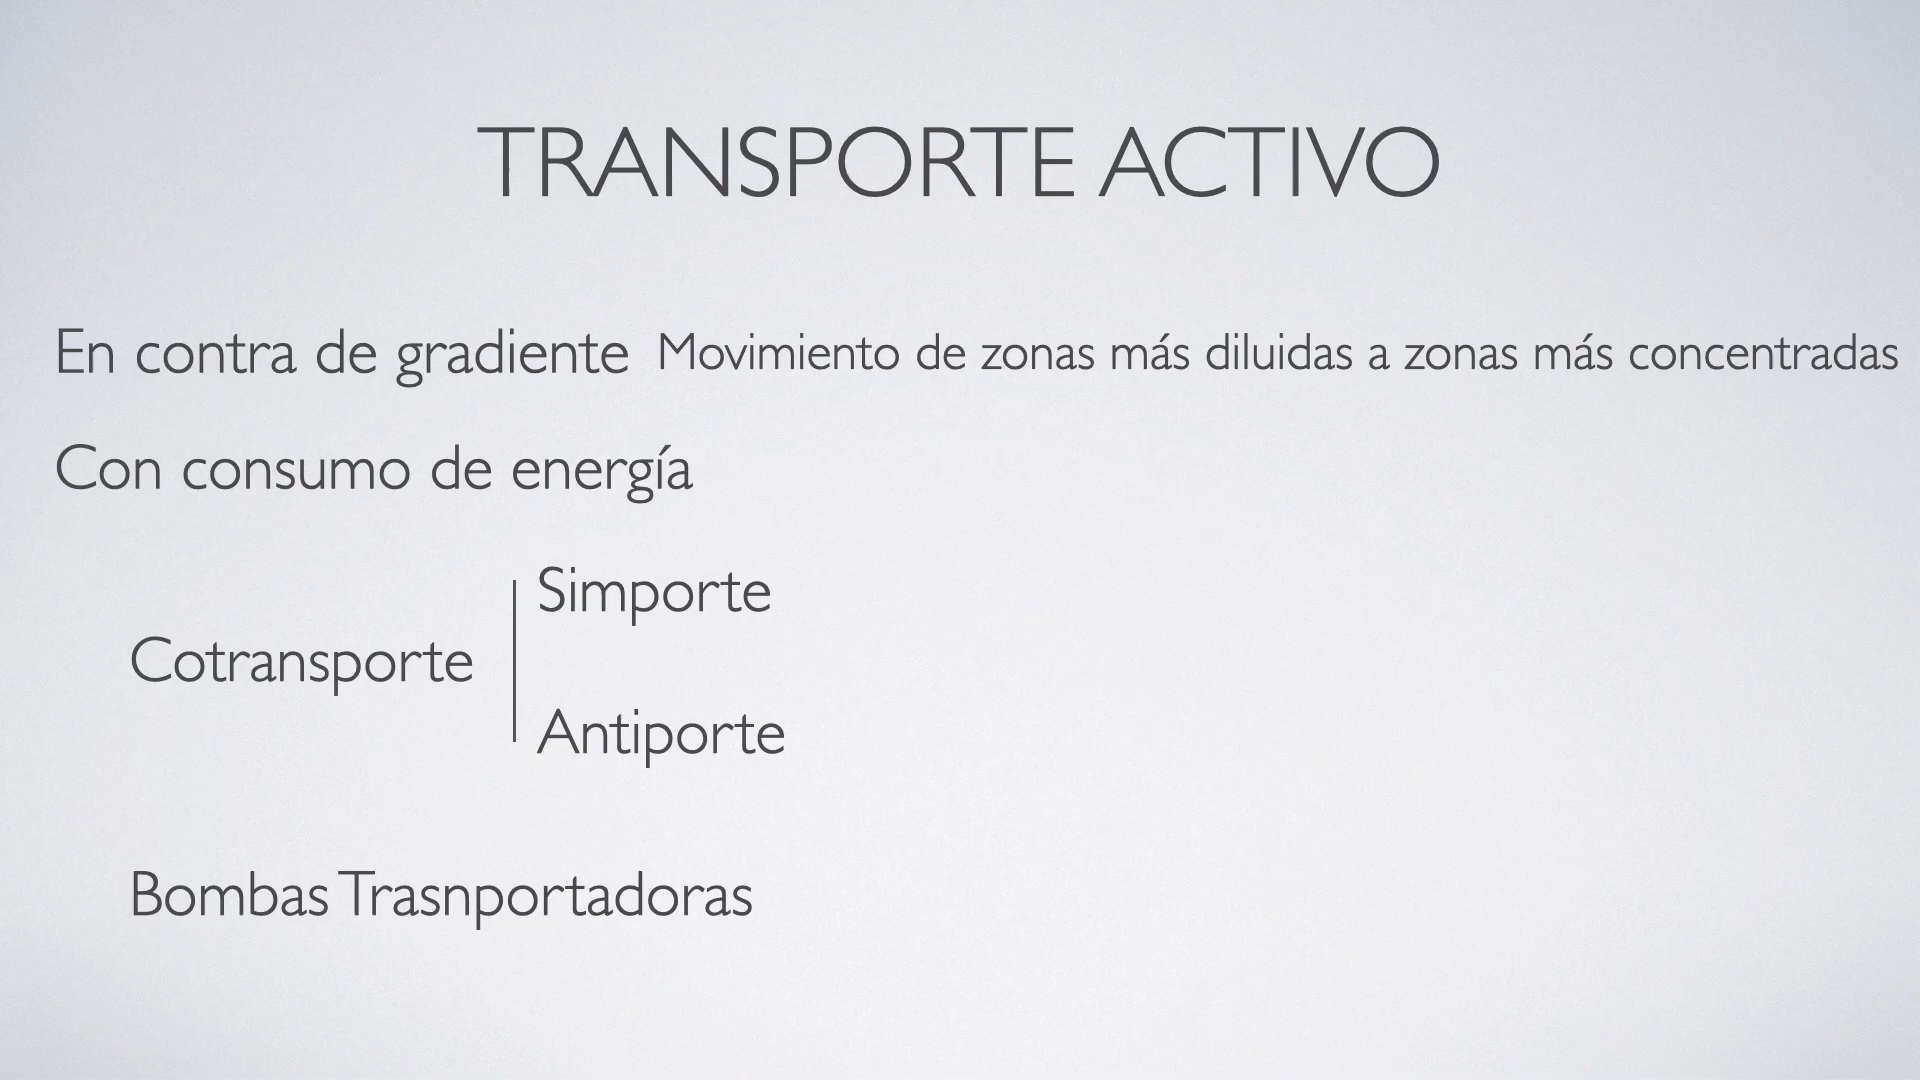 TRANSPORTE ACTIVO
En contra de gradiente Movimiento de zonas más diluidas a zonas más concentradas
Con consumo de energía
Simporte
Cotransporte
Antiporte
Bombas Trasnportadoras